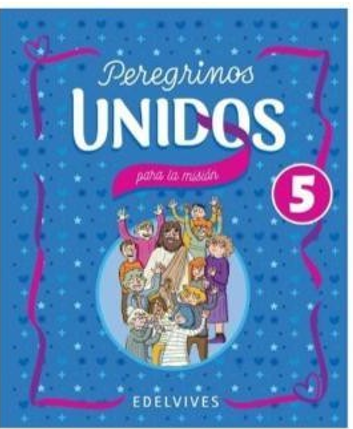 Peregrinos
UNIDOS
para la misión
5
EDELVIVES